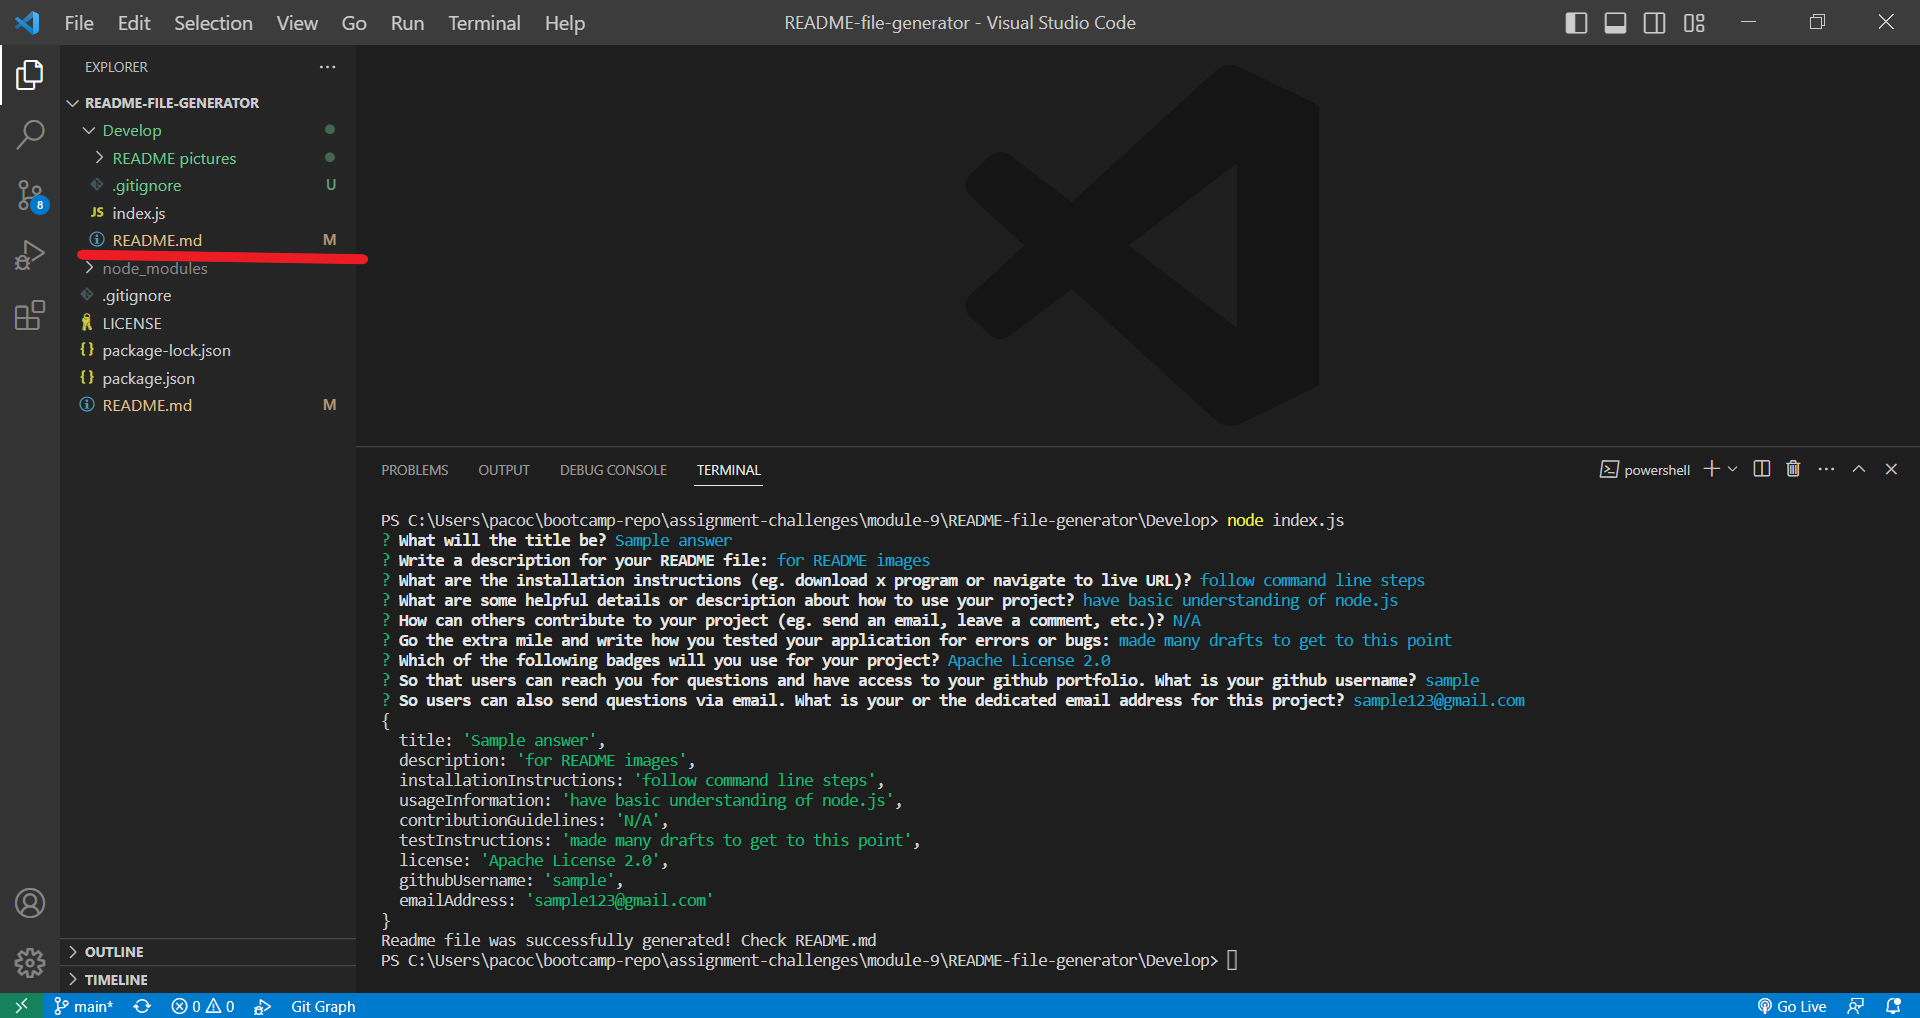 File Edit Selection View Go Run Terminal Help
README-file-generator - Visual Studio Code
EXPLORER
README-FILE-GENERATOR
Develop
README pictures
.gitignore U
JS index.js
README.md M
node_modules
.gitignore
LICENSE
{} package-lock.json
{} package.json
README.md M
8
OUTLINE
TIMELINE
PROBLEMS OUTPUT DEBUG CONSOLE TERMINAL
powershell
PS C:\Users\pacoc\bootcamp-repo\assignment-challenges\module-9\README-file-generator\Develop> node index.js
? What will the title be? Sample answer
? Write a description for your README file: for README images
? What are the installation instructions (eg. download x program or navigate to live URL)? follow command line steps
? What are some helpful details or description about how to use your project? have basic understanding of node.js
? How can others contribute to your project (eg. send an email, leave a comment, etc.)? N/A
? Go the extra mile and write how you tested your application for errors or bugs: made many drafts to get to this point
? Which of the following badges will you use for your project? Apache License 2.0
? So that users can reach you for questions and have access to your github portfolio. What is your github username? sample
? So users can also send questions via email. What is your or the dedicated email address for this project? sample123@gmail.com
{
  title: 'Sample answer',
  description: 'for README images',
  installationInstructions: 'follow command line steps',
  usageInformation: 'have basic understanding of node.js',
  contributionGuidelines: 'N/A',
  testInstructions: 'made many drafts to get to this point',
  license: 'Apache License 2.0',
  githubUsername: 'sample',
  emailAddress: 'sample123@gmail.com'
}
Readme file was successfully generated! Check README.md
PS C:\Users\pacoc\bootcamp-repo\assignment-challenges\module-9\README-file-generator\Develop>
main* 0 0 Git Graph Go Live